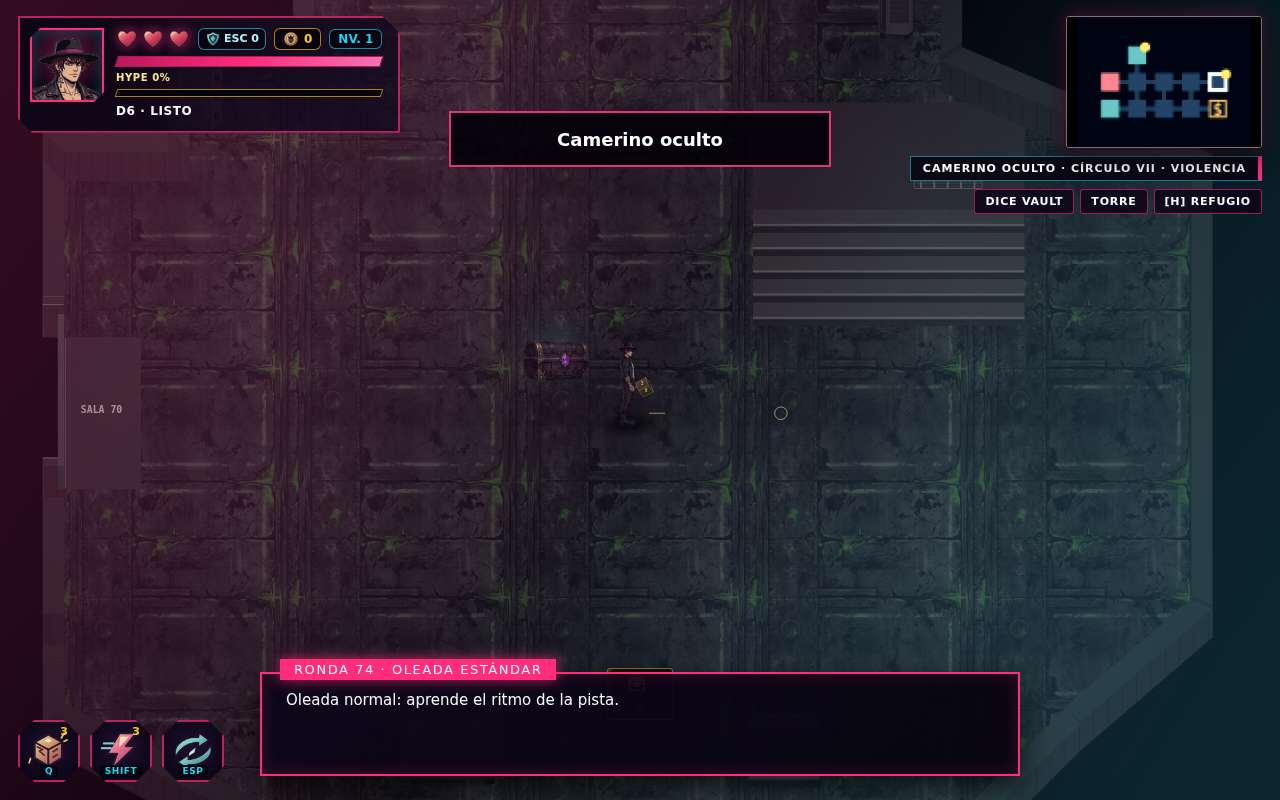 ESC 0
0
NV. 1
HYPE 0%
D6 · LISTO
Camerino oculto
$
CAMERINO OCULTO · CÍRCULO VII · VIOLENCIA
DICE VAULT
TORRE
[H] REFUGIO
SALA 70
RONDA 74 · OLEADA ESTÁNDAR
Oleada normal: aprende el ritmo de la pista.
3
Q
3
SHIFT
ESP